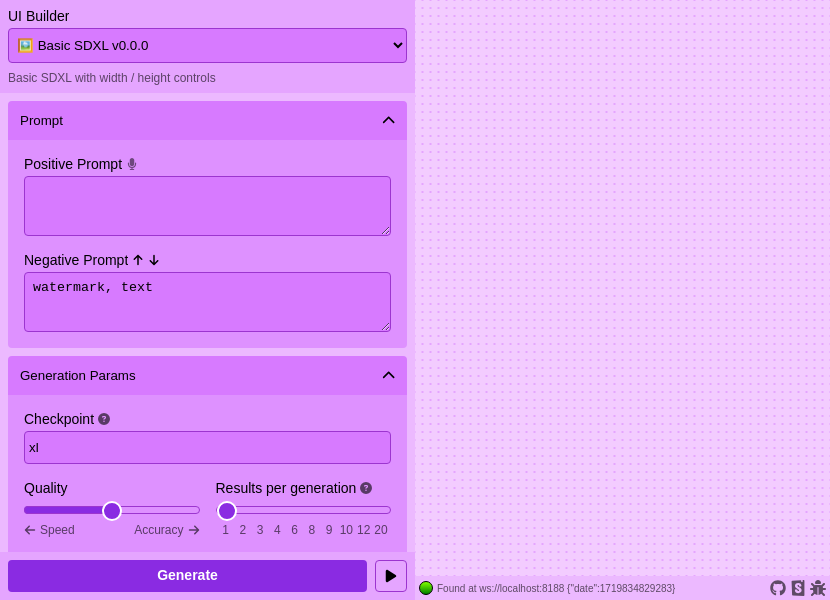 UI Builder
🖼️ Basic SDXL v0.0.0
Basic SDXL with width / height controls
Prompt
Positive Prompt
Negative Prompt ↑ ↓
watermark, text
Generation Params
Checkpoint ?
xl
Quality
Results per generation ?
← Speed Accuracy →
1 2 3 4 6 8 9 10 12 20
Generate
Found at ws://localhost:8188 {"date":1719834829283}